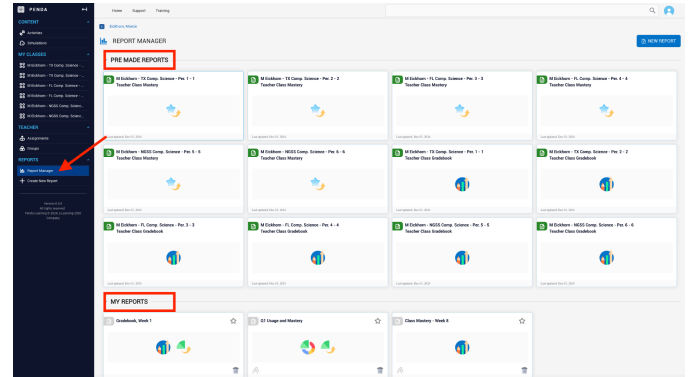 PENDA
Home Support Training
CONTENT
Activities
Simulations
MY CLASSES
M Eickhorn - TX Comp. Science - ...
M Eickhorn - TX Comp. Science - ...
M Eickhorn - FL Comp. Science - ...
M Eickhorn - FL Comp. Science - ...
M Eickhorn - NGSS Comp. Scienc...
M Eickhorn - NGSS Comp. Scienc...
TEACHER
Assignments
Groups
REPORTS
Report Manager
Create New Report
All rights reserved.
Eickhorn, Maeve
REPORT MANAGER
NEW REPORT
PRE MADE REPORTS
M Eickhorn - TX Comp. Science - Per. 1 - 1
Teacher Class Mastery
M Eickhorn - TX Comp. Science - Per. 2 - 2
Teacher Class Mastery
M Eickhorn - FL Comp. Science - Per. 3 - 3
Teacher Class Mastery
M Eickhorn - FL Comp. Science - Per. 4 - 4
Teacher Class Mastery
M Eickhorn - NGSS Comp. Science - Per. 5 - 5
Teacher Class Mastery
M Eickhorn - NGSS Comp. Science - Per. 6 - 6
Teacher Class Mastery
M Eickhorn - TX Comp. Science - Per. 1 - 1
Teacher Class Gradebook
M Eickhorn - TX Comp. Science - Per. 2 - 2
Teacher Class Gradebook
M Eickhorn - FL Comp. Science - Per. 3 - 3
Teacher Class Gradebook
M Eickhorn - FL Comp. Science - Per. 4 - 4
Teacher Class Gradebook
M Eickhorn - NGSS Comp. Science - Per. 5 - 5
Teacher Class Gradebook
M Eickhorn - NGSS Comp. Science - Per. 6 - 6
Teacher Class Gradebook
MY REPORTS
Gradebook, Week 1
Q1 Usage and Mastery
Class Mastery - Week 8